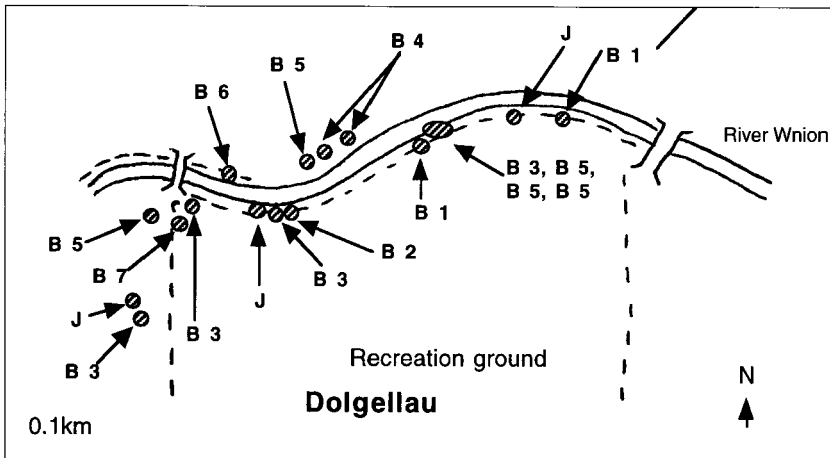 J
B 4
B 1
B 5
B 6
River Wnion
B 3, B 5,
B 5, B 5
B 1
B 5
B 2
B 7
J
B 3
J
B 3
B 3
Recreation ground
N
Dolgellau
0.1km